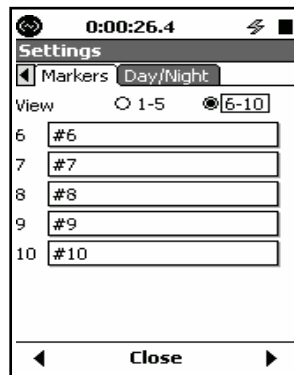 0:00:26.4
Settings
Markers Day/Night
View 1-5 6-10
6 #6
7 #7
8 #8
9 #9
10 #10
Close